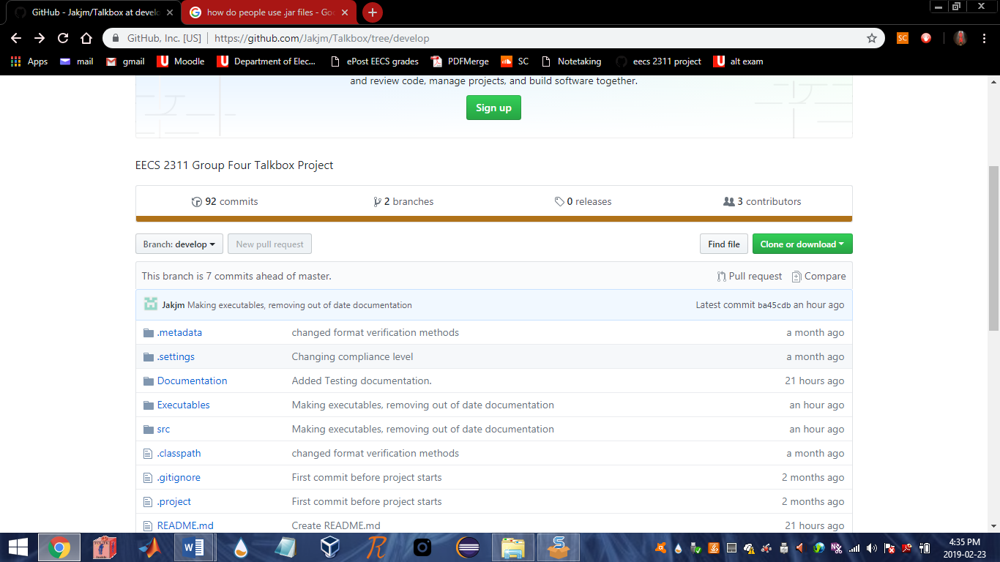 GitHub - Jakjm/Talkbox at develo
how do people use .jar files - Goo
GitHub, Inc. [US] | https://github.com/Jakjm/Talkbox/tree/develop
SC
Apps mail gmail Moodle Department of Elec... ePost EECS grades PDFMerge SC Notetaking eecs 2311 project alt exam
and review code, manage projects, and build software together.
Sign up
EECS 2311 Group Four Talkbox Project
92 commits 2 branches 0 releases 3 contributors
Branch: develop New pull request Find file Clone or download
This branch is 7 commits ahead of master. Pull request Compare
Jakjm Making executables, removing out of date documentation Latest commit ba45cdb an hour ago
.metadata changed format verification methods a month ago
.settings Changing compliance level a month ago
Documentation Added Testing documentation. 21 hours ago
Executables Making executables, removing out of date documentation an hour ago
src Making executables, removing out of date documentation an hour ago
.classpath changed format verification methods a month ago
.gitignore First commit before project starts 2 months ago
.project First commit before project starts 2 months ago
README.md Create README.md 21 hours ago
4:35 PM
2019-02-23